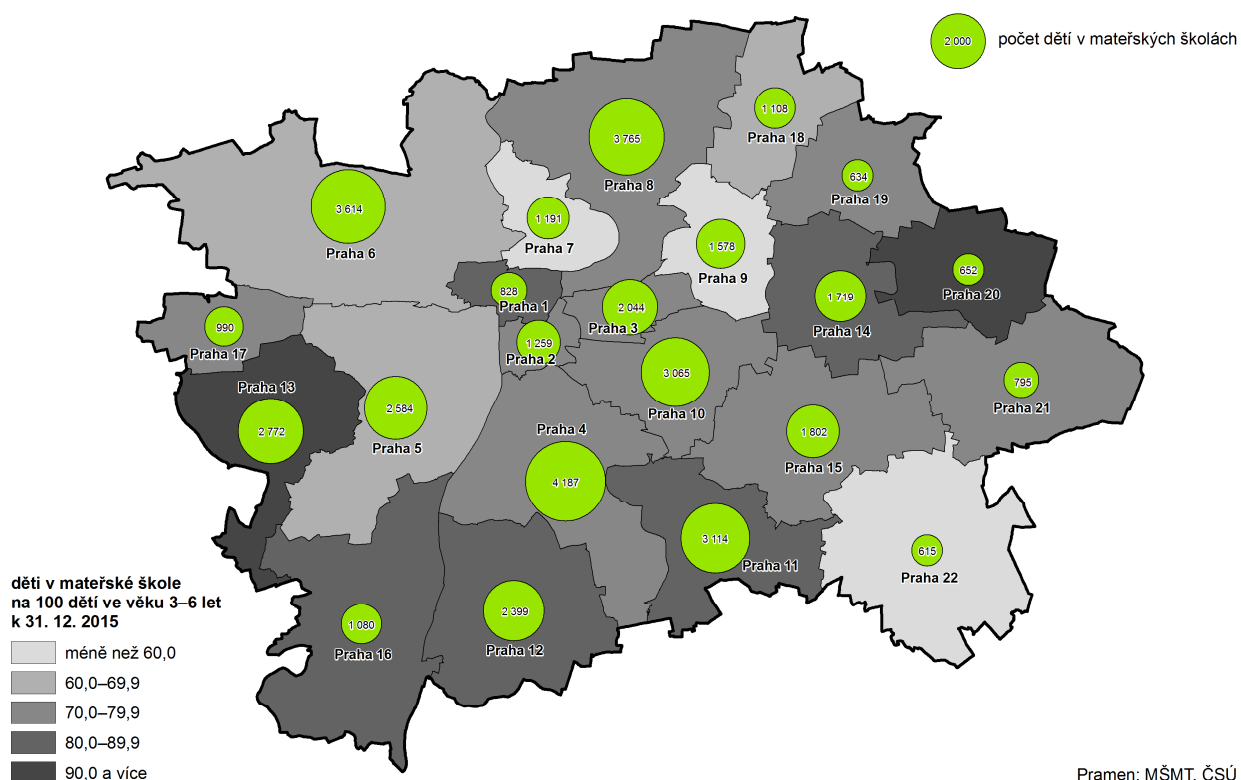 2 000
počet dětí v mateřských školách
1 108
Praha 18
3 765
Praha 8
634
Praha 19
3 614
Praha 6
1 191
Praha 7
1 578
Praha 9
652
Praha 20
828
Praha 1
2 044
Praha 3
1 719
Praha 14
990
Praha 17
1 259
Praha 2
3 065
Praha 10
795
Praha 21
Praha 13
2 772
2 584
Praha 5
Praha 4
4 187
1 802
Praha 15
3 114
Praha 11
615
Praha 22
2 399
Praha 12
1 080
Praha 16
děti v mateřské škole
na 100 dětí ve věku 3–6 let
k 31. 12. 2015
méně než 60,0
60,0–69,9
70,0–79,9
80,0–89,9
90,0 a více
Pramen: MŠMT, ČSÚ